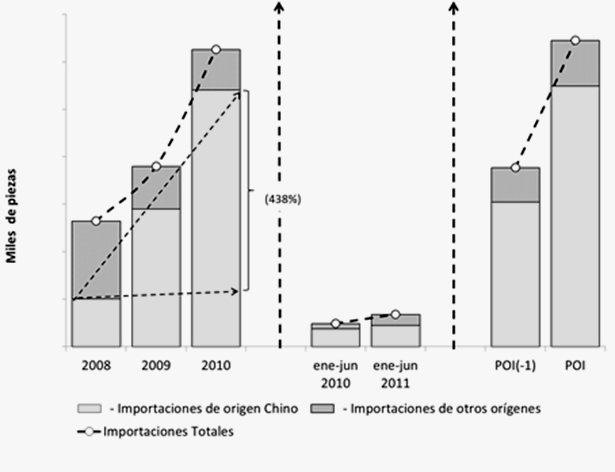 Miles de piezas
(438%)
2008 2009 2010 ene-jun ene-jun POI(-1) POI
2010 2011
- Importaciones de origen Chino - Importaciones de otros orígenes
Importaciones Totales